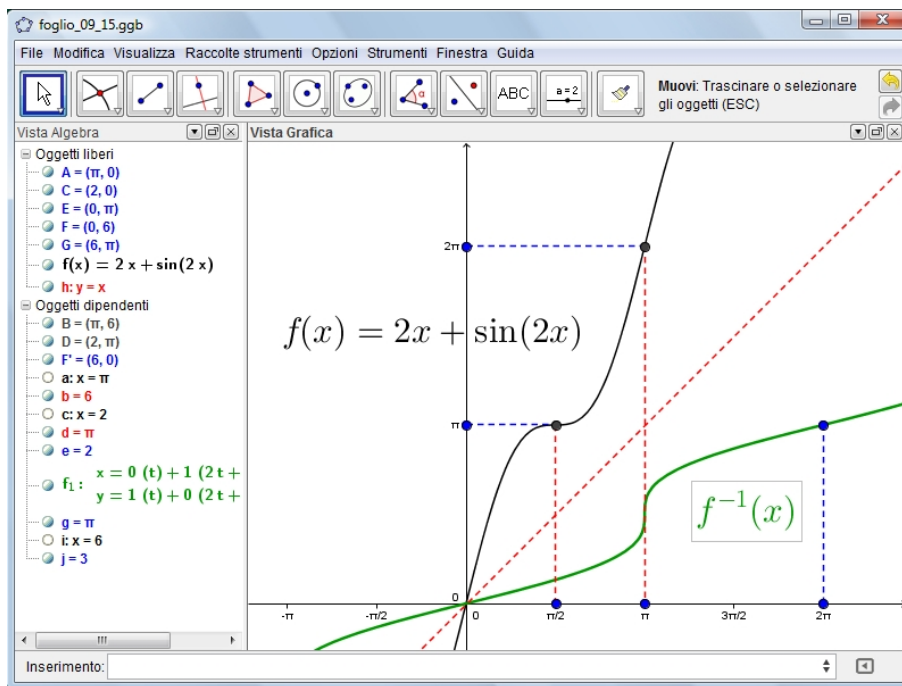 foglio_09_15.ggb
File Modifica Visualizza Raccolte strumenti Opzioni Strumenti Finestra Guida
ABC
a = 2
α
Muovi: Trascinare o selezionare
gli oggetti (ESC)
Vista Algebra
Vista Grafica
Oggetti liberi
A = (π, 0)
C = (2, 0)
E = (0, π)
F = (0, 6)
G = (6, π)
f(x) = 2 x + sin(2 x)
h: y = x
Oggetti dipendenti
B = (π, 6)
D = (2, π)
F' = (6, 0)
a: x = π
b = 6
c: x = 2
d = π
e = 2
f₁ : x = 0 (t) + 1 (2 t +
y = 1 (t) + 0 (2 t +
g = π
i: x = 6
j = 3
2π
f(x) = 2x + sin(2x)
π
f⁻¹(x)
0
-π -π/2 0 π/2 π 3π/2 2π
Inserimento: